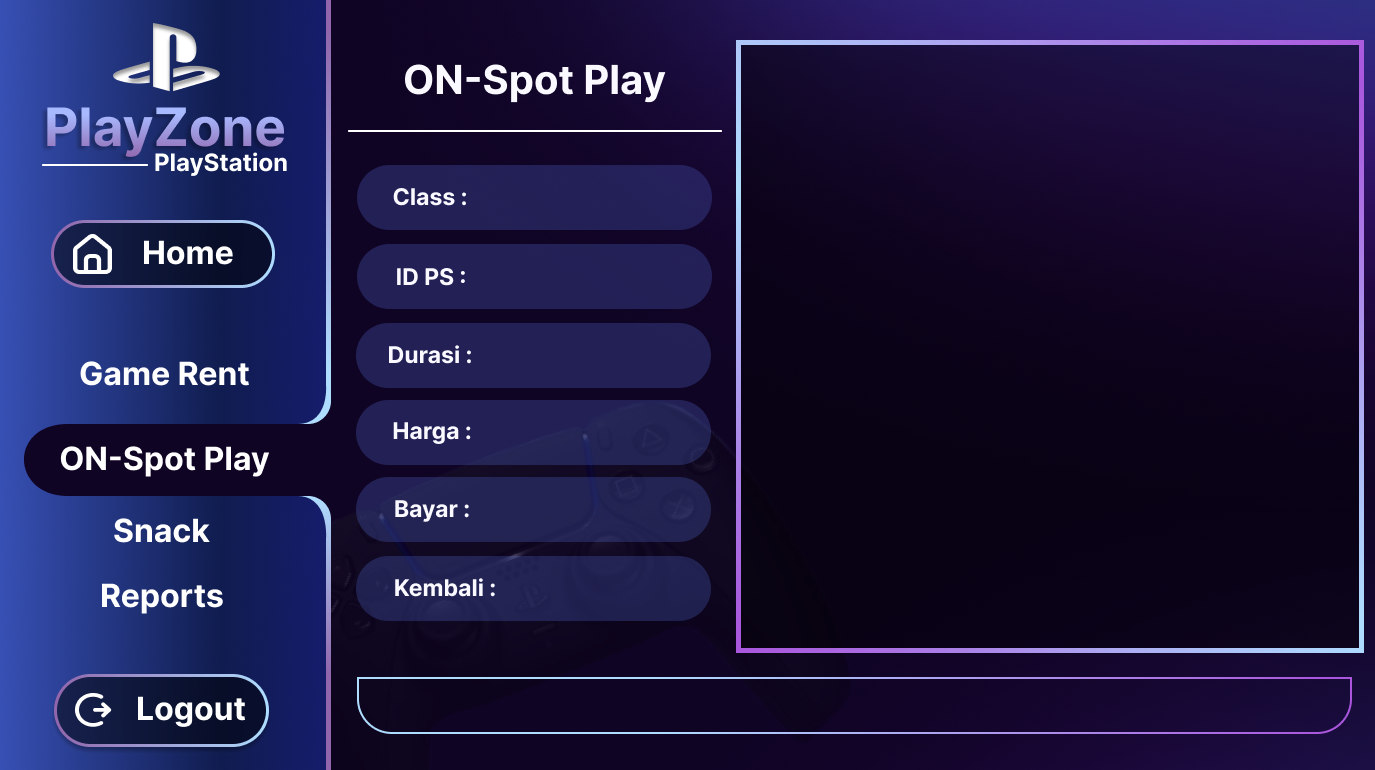 PlayZone
PlayStation
Home
Game Rent
ON-Spot Play
Snack
Reports
Logout
ON-Spot Play
Class :
ID PS :
Durasi :
Harga :
Bayar :
Kembali :